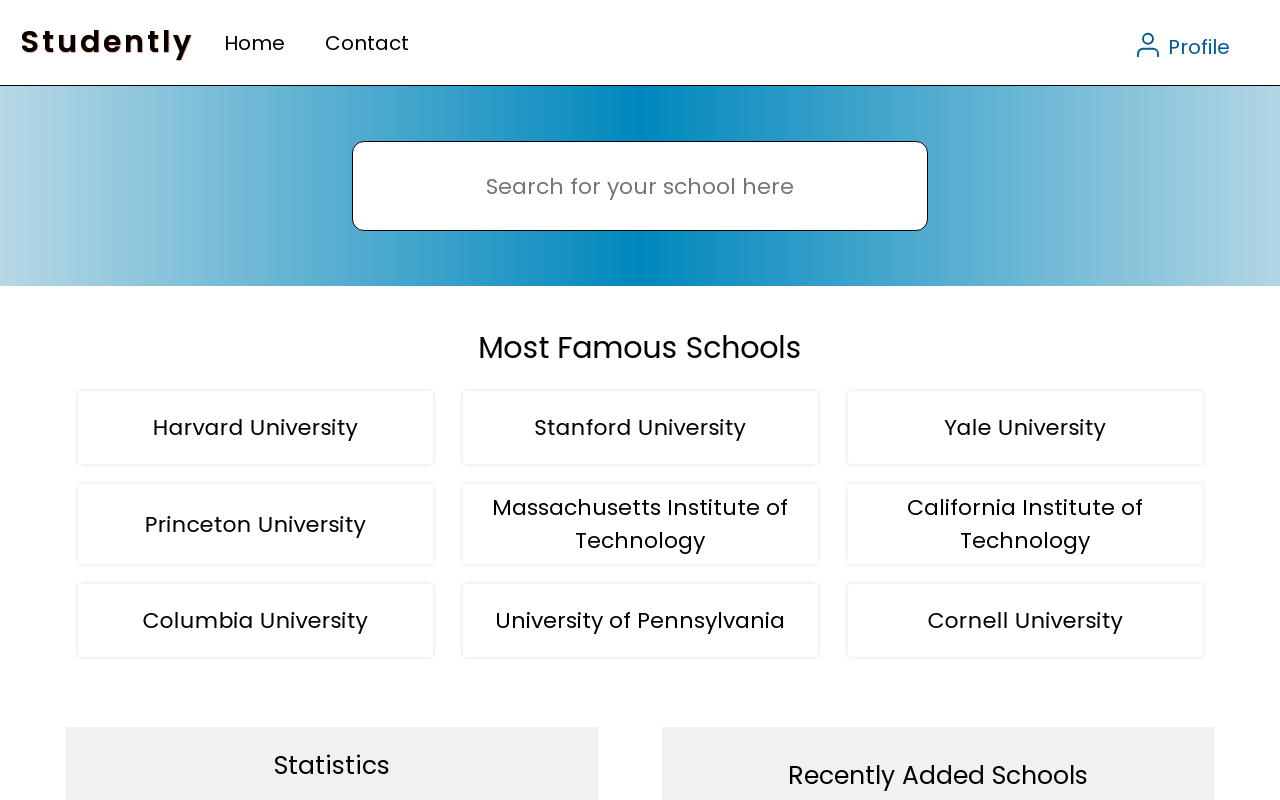 Studently
Home
Contact
Profile
Search for your school here
Most Famous Schools
Harvard University
Stanford University
Yale University
Princeton University
Massachusetts Institute of
Technology
California Institute of
Technology
Columbia University
University of Pennsylvania
Cornell University
Statistics
Recently Added Schools